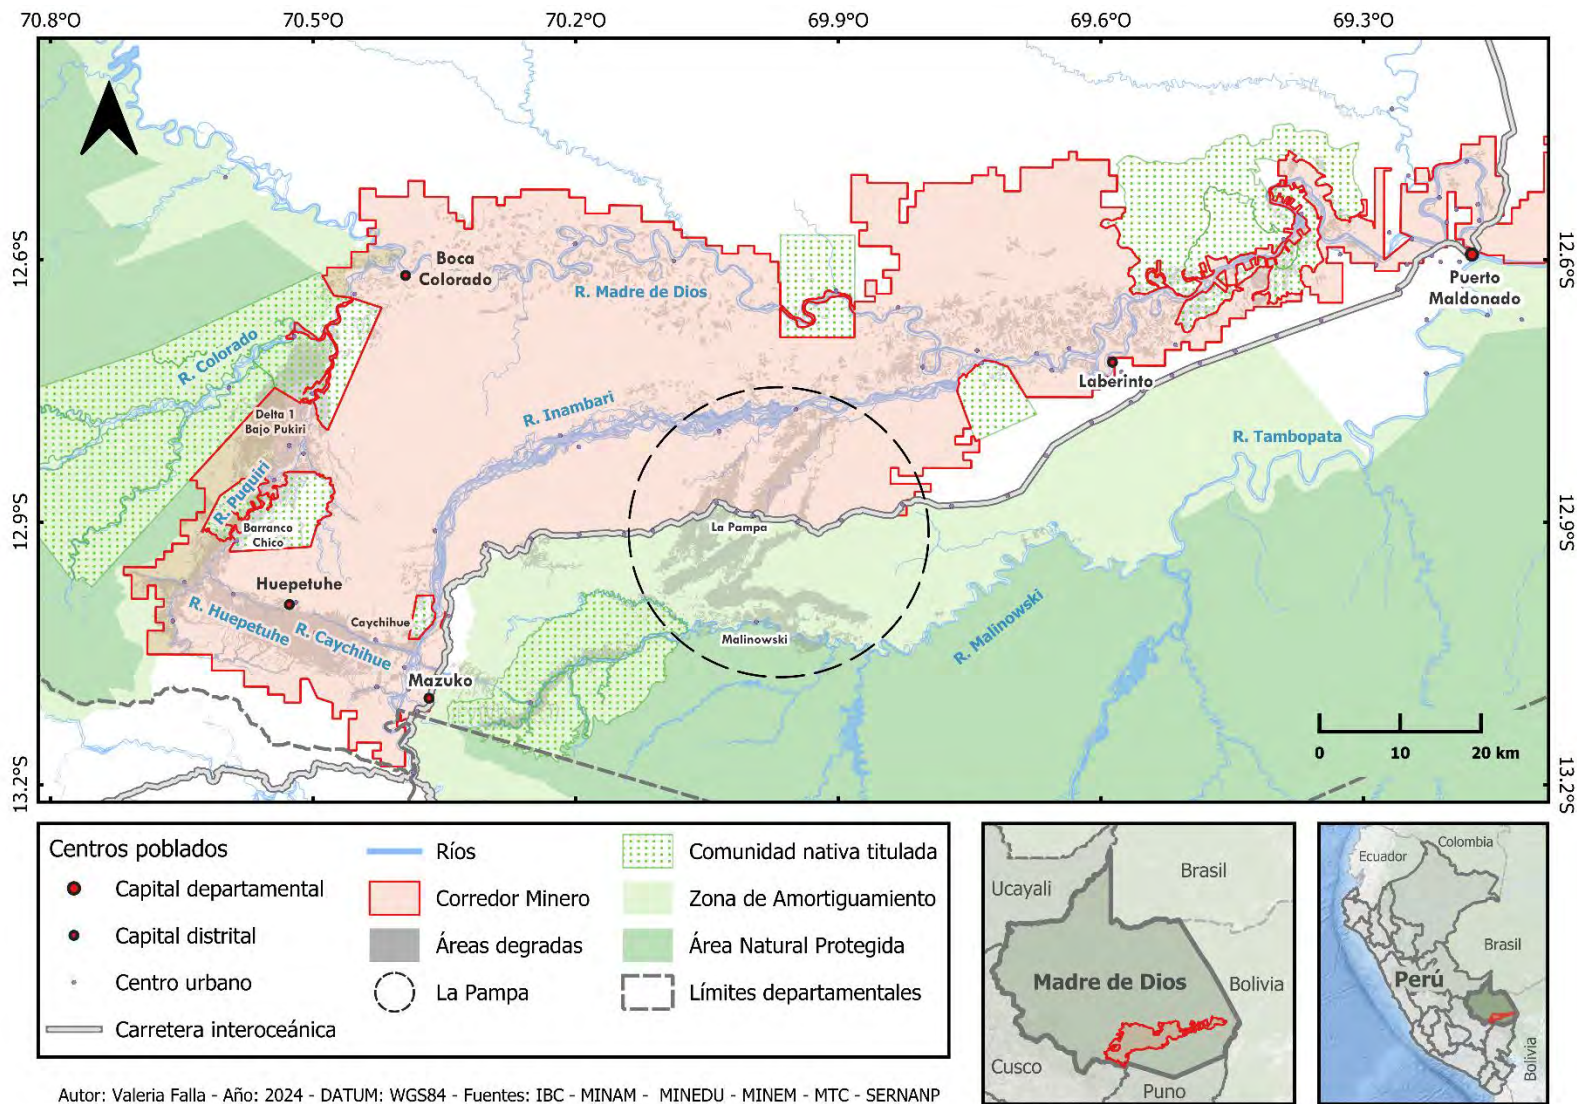 70.8°O
70.5°O
70.2°O
69.9°O
69.6°O
69.3°O
12.6°S
12.6°S
Boca
Colorado
R. Madre de Dios
Puerto
Maldonado
R. Colorado
Laberinto
Delta 1
Bajo Pukiri
R. Inambari
R. Tambopata
R. Puquiri
12.9°S
12.9°S
La Pampa
Barranco
Chico
Huepetuhe
R. Huepetuhe
R. Caychihue
Caychihue
Malinowski
R. Malinowski
Mazuko
0 10 20 km
13.2°S
13.2°S
Centros poblados
Capital departamental
Capital distrital
Centro urbano
Carretera interoceánica
Ríos
Corredor Minero
Áreas degradas
La Pampa
Comunidad nativa titulada
Zona de Amortiguamiento
Área Natural Protegida
Límites departamentales
Ucayali
Brasil
Madre de Dios
Bolivia
Cusco
Puno
Colombia
Ecuador
Brasil
Perú
Bolivia
Autor: Valeria Falla - Año: 2024 - DATUM: WGS84 - Fuentes: IBC - MINAM - MINEDU - MINEM - MTC - SERNANP